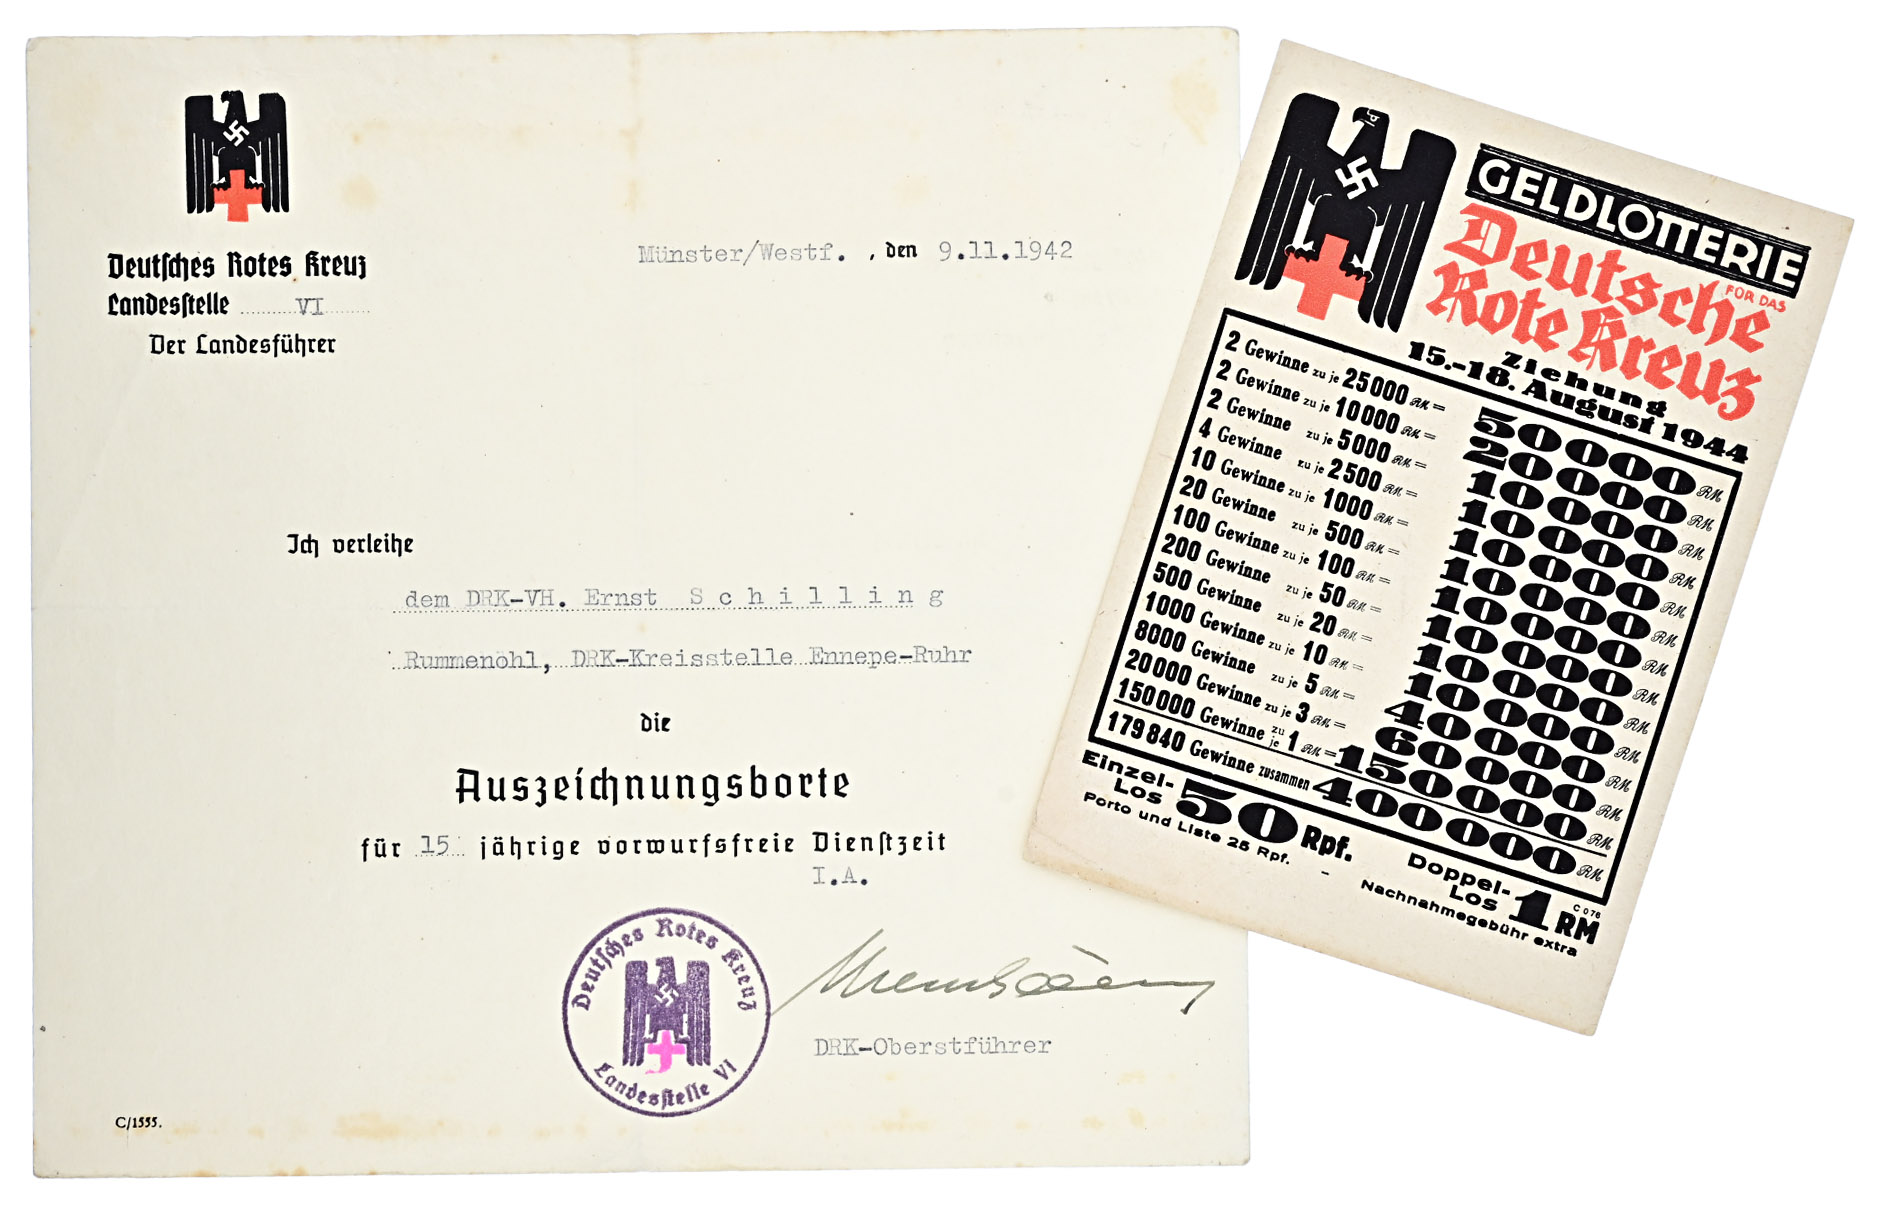 Deutsches Rotes Kreuz
Landesstelle VI
Der Landesführer
Münster/Westf. , den 9.11.1942
Ich verleihe
dem DRK-VH. Ernst Schilling
Rummenohl, DRK-Kreisstelle Ennepe-Ruhr
die
Auszeichnungsborte
für 15 jährige vorwurfsfreie Dienstzeit
I.A.
Deutsches Rotes Kreuz
Landesstelle VI
DRK-Oberstführer
C/1555.
GELDLOTTERIE
FÜR DAS
Deutsche
Rote Kreuz
Ziehung
15.-18. August 1944
2 Gewinne zu je 25000 RM = 50000 RM
2 Gewinne zu je 10000 RM = 20000 RM
2 Gewinne zu je 5000 RM = 10000 RM
4 Gewinne zu je 2500 RM = 10000 RM
10 Gewinne zu je 1000 RM = 10000 RM
20 Gewinne zu je 500 RM = 10000 RM
100 Gewinne zu je 100 RM = 10000 RM
200 Gewinne zu je 50 RM = 10000 RM
500 Gewinne zu je 20 RM = 10000 RM
1000 Gewinne zu je 10 RM = 10000 RM
8000 Gewinne zu je 5 RM = 40000 RM
20000 Gewinne zu je 3 RM = 60000 RM
150000 Gewinne zu je 1 RM = 150000 RM
179840 Gewinne zusammen 400000 RM
Einzel-Los 50 Rpf. Doppel-Los 1 RM
Porto und Liste 25 Rpf. - Nachnahmegebühr extra
C 076